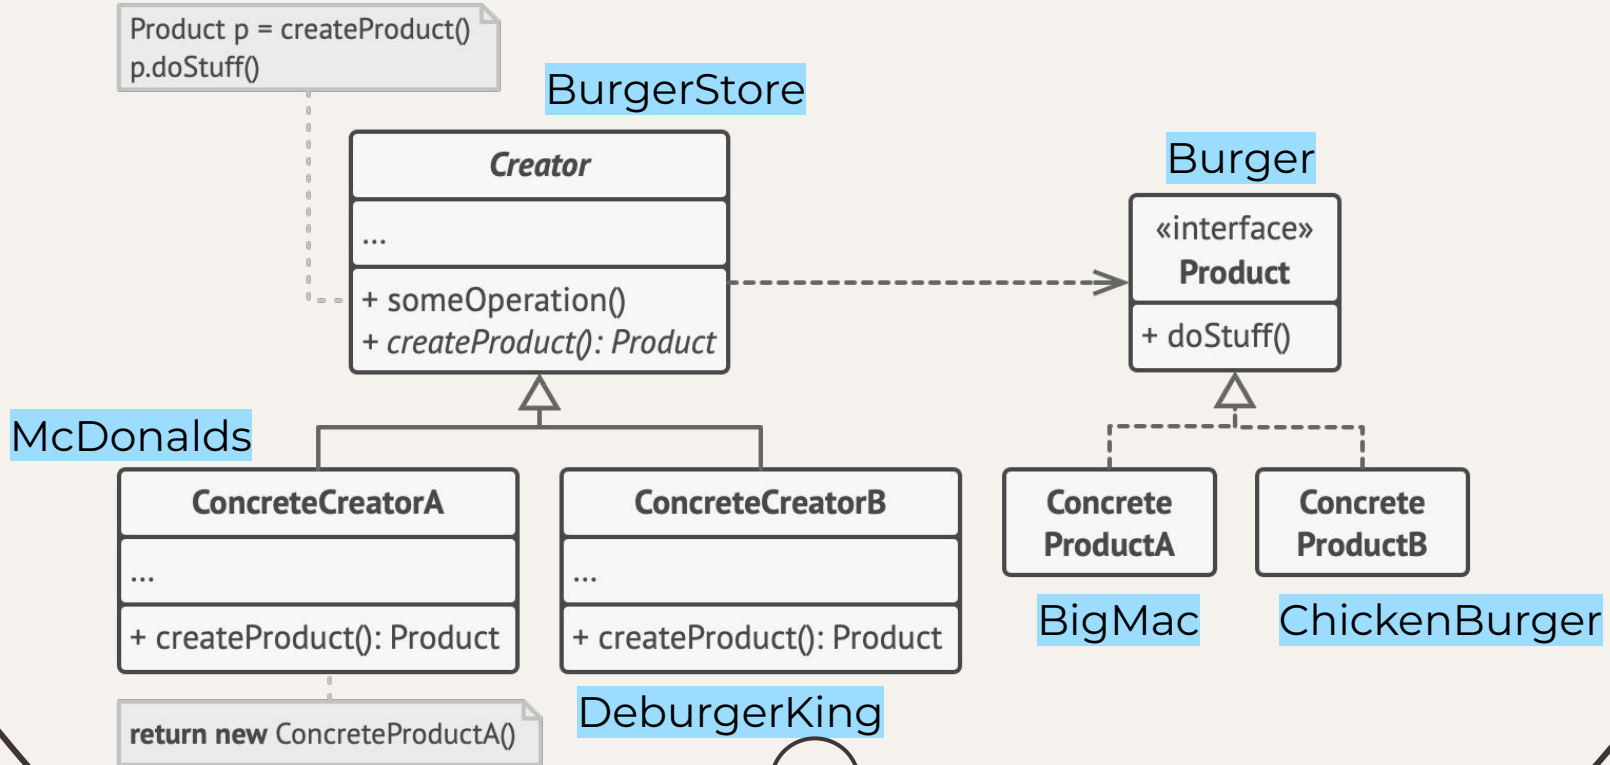 Product p = createProduct()
p.doStuff()
BurgerStore
Creator
...
+ someOperation()
+ createProduct(): Product
Burger
«interface»
Product
+ doStuff()
McDonalds
ConcreteCreatorA
...
+ createProduct(): Product
return new ConcreteProductA()
ConcreteCreatorB
...
+ createProduct(): Product
DeburgerKing
Concrete
ProductA
BigMac
Concrete
ProductB
ChickenBurger